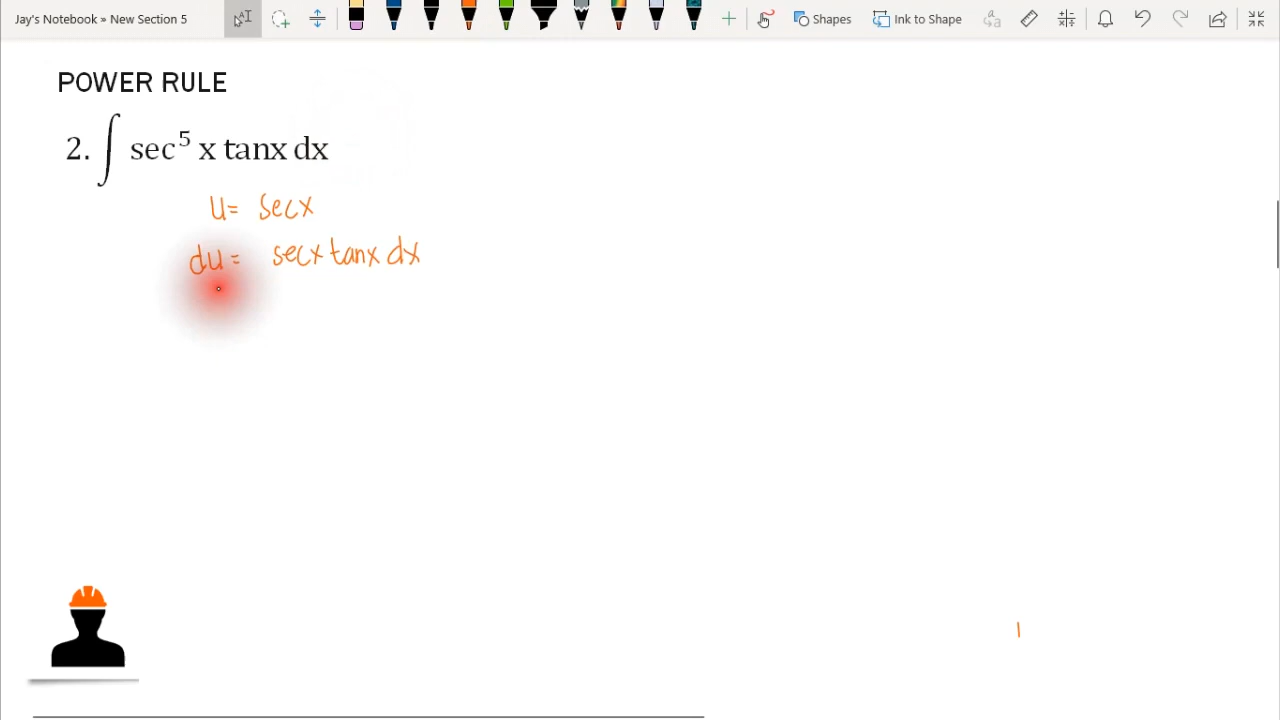 Jay's Notebook » New Section 5
Shapes
Ink to Shape
POWER RULE
2. ∫ sec⁵ x tanx dx
u= secx
du= secx tanx dx